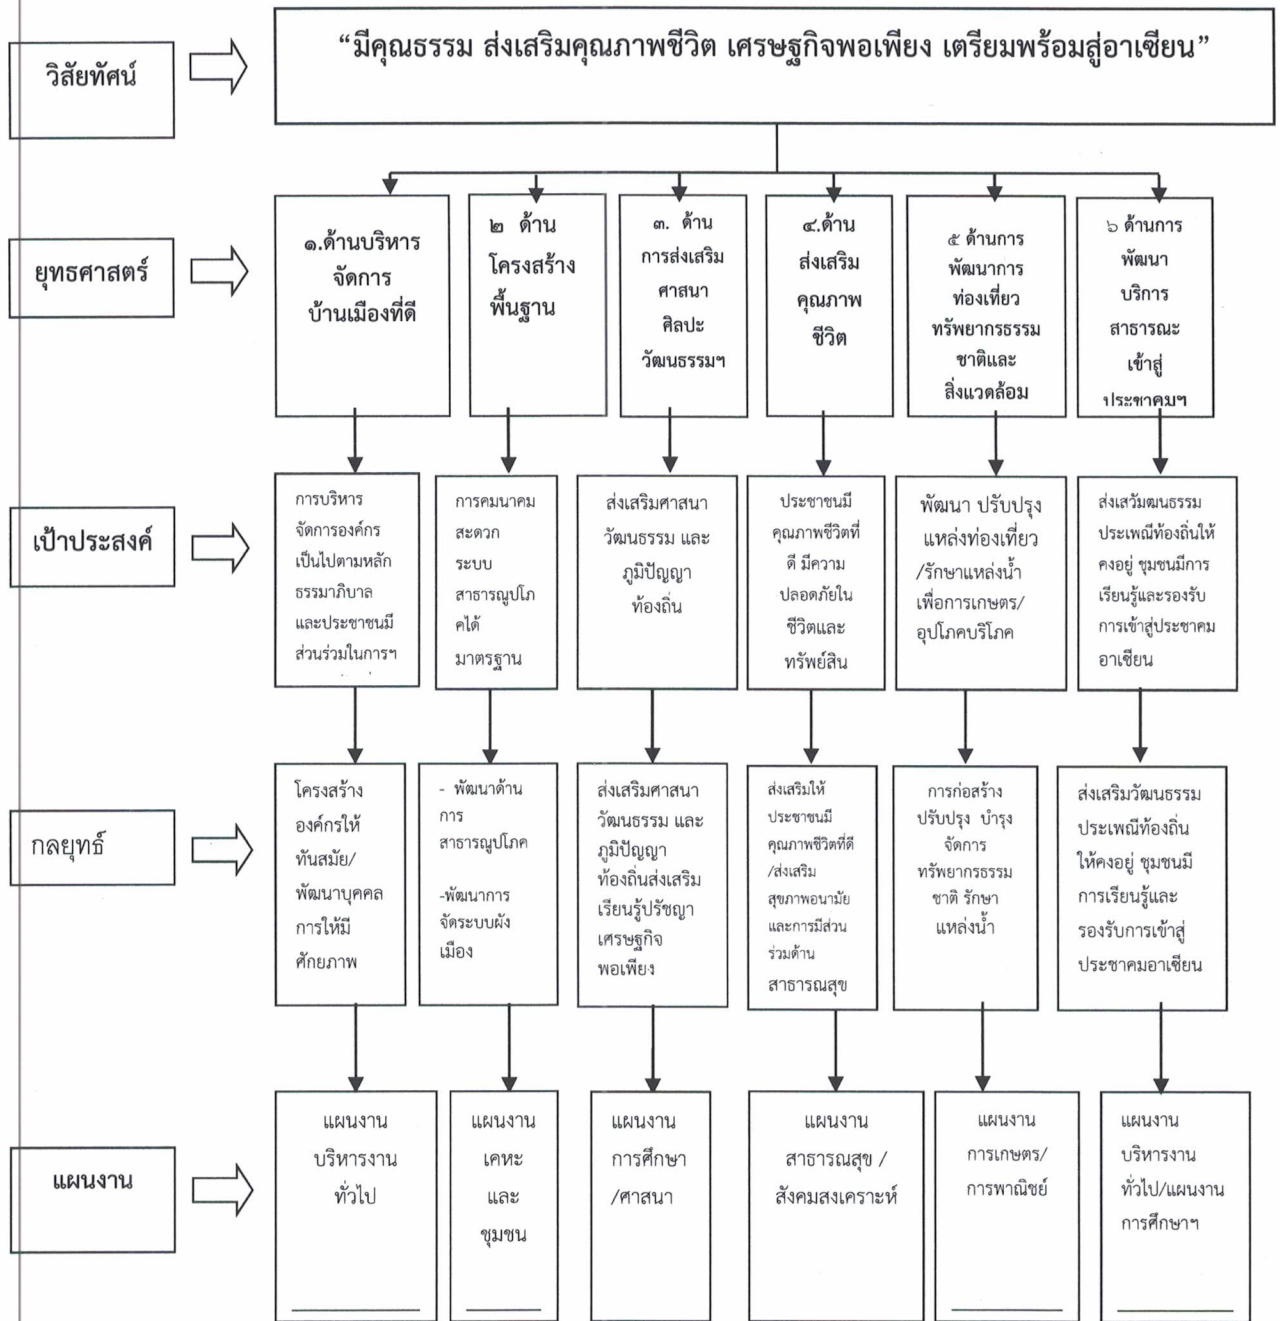 วิสัยทัศน์
“มีคุณธรรม ส่งเสริมคุณภาพชีวิต เศรษฐกิจพอเพียง เตรียมพร้อมสู่อาเซียน”
ยุทธศาสตร์
๑.ด้านบริหาร
จัดการ
บ้านเมืองที่ดี
๒ ด้าน
โครงสร้าง
พื้นฐาน
๓. ด้าน
การส่งเสริม
ศาสนา
ศิลปะ
วัฒนธรรมฯ
๔.ด้าน
ส่งเสริม
คุณภาพ
ชีวิต
๕ ด้านการ
พัฒนาการ
ท่องเที่ยว
ทรัพยากรธรรม
ชาติและ
สิ่งแวดล้อม
๖ ด้านการ
พัฒนา
บริการ
สาธารณะ
เข้าสู่
ประชาคมฯ
เป้าประสงค์
การบริหาร
จัดการองค์กร
เป็นไปตามหลัก
ธรรมาภิบาล
และประชาชนมี
ส่วนร่วมในการฯ
การคมนาคม
สะดวก
ระบบ
สาธารณูปโภ
คได้
มาตรฐาน
ส่งเสริมศาสนา
วัฒนธรรม และ
ภูมิปัญญา
ท้องถิ่น
ประชาชนมี
คุณภาพชีวิตที่
ดี มีความ
ปลอดภัยใน
ชีวิตและ
ทรัพย์สิน
พัฒนา ปรับปรุง
แหล่งท่องเที่ยว
/รักษาแหล่งน้ำ
เพื่อการเกษตร/
อุปโภคบริโภค
ส่งเสวัมฒนธรรม
ประเพณีท้องถิ่นให้
คงอยู่ ชุมชนมีการ
เรียนรู้และรองรับ
การเข้าสู่ประชาคม
อาเซียน
กลยุทธ์
โครงสร้าง
องค์กรให้
ทันสมัย/
พัฒนาบุคคล
การให้มี
ศักยภาพ
- พัฒนาด้าน
การ
สาธารณูปโภค
-พัฒนาการ
จัดระบบผัง
เมือง
ส่งเสริมศาสนา
วัฒนธรรม และ
ภูมิปัญญา
ท้องถิ่นส่งเสริม
เรียนรู้ปรัชญา
เศรษฐกิจ
พอเพียง
ส่งเสริมให้
ประชาชนมี
คุณภาพชีวิตที่ดี
/ส่งเสริม
สุขภาพอนามัย
และการมีส่วน
ร่วมด้าน
สาธารณสุข
การก่อสร้าง
ปรับปรุง บำรุง
จัดการ
ทรัพยากรธรรม
ชาติ รักษา
แหล่งน้ำ
ส่งเสริมวัฒนธรรม
ประเพณีท้องถิ่น
ให้คงอยู่ ชุมชนมี
การเรียนรู้และ
รองรับการเข้าสู่
ประชาคมอาเซียน
แผนงาน
แผนงาน
บริหารงาน
ทั่วไป
แผนงาน
เคหะ
และ
ชุมชน
แผนงาน
การศึกษา
/ศาสนา
แผนงาน
สาธารณสุข /
สังคมสงเคราะห์
แผนงาน
การเกษตร/
การพาณิชย์
แผนงาน
บริหารงาน
ทั่วไป/แผนงาน
การศึกษาฯ